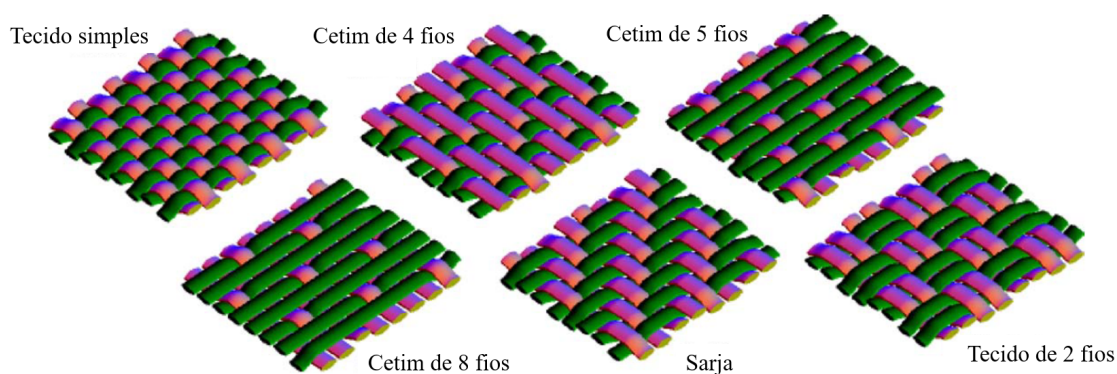 Tecido simples
Cetim de 4 fios
Cetim de 5 fios
Cetim de 8 fios
Sarja
Tecido de 2 fios